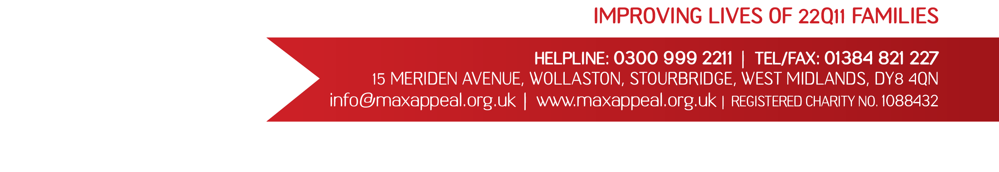 IMPROVING LIVES OF 22Q11 FAMILIES
HELPLINE: 0300 999 2211 | TEL/FAX: 01384 821 227
15 MERIDEN AVENUE, WOLLASTON, STOURBRIDGE, WEST MIDLANDS, DY8 4QN
info@maxappeal.org.uk | www.maxappeal.org.uk | REGISTERED CHARITY NO. 1088432